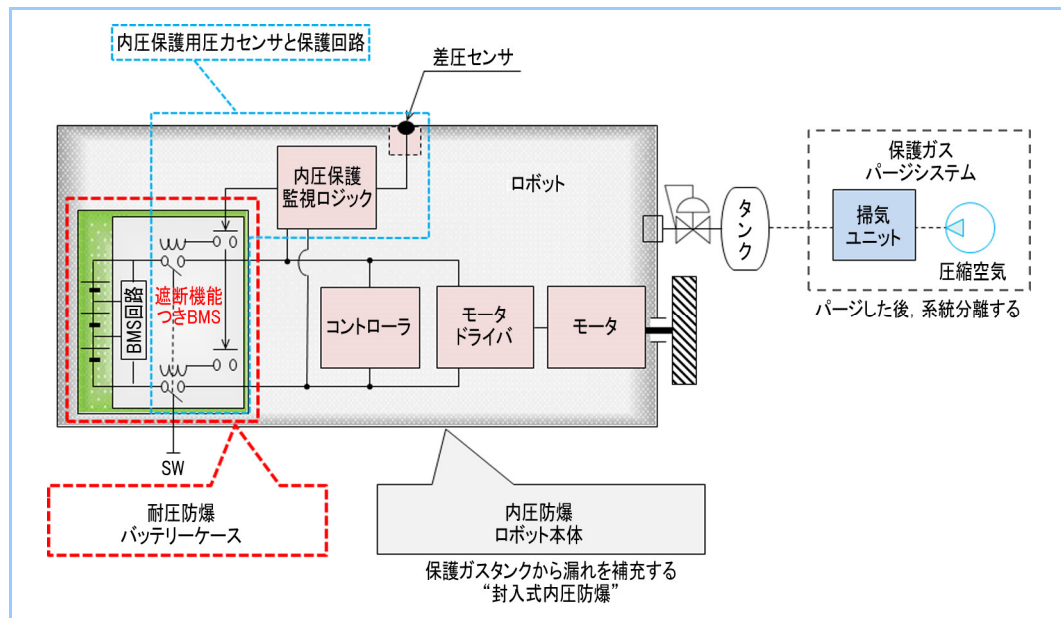 内圧保護用圧力センサと保護回路
差圧センサ
内圧保護
監視ロジック
ロボット
タンク
保護ガス
パージシステム
掃気
ユニット
圧縮空気
パージした後，系統分離する
BMS回路
遮断機能
つきBMS
コントローラ
モータ
ドライバ
モータ
SW
耐圧防爆
バッテリーケース
内圧防爆
ロボット本体
保護ガスタンクから漏れを補充する
“封入式内圧防爆”